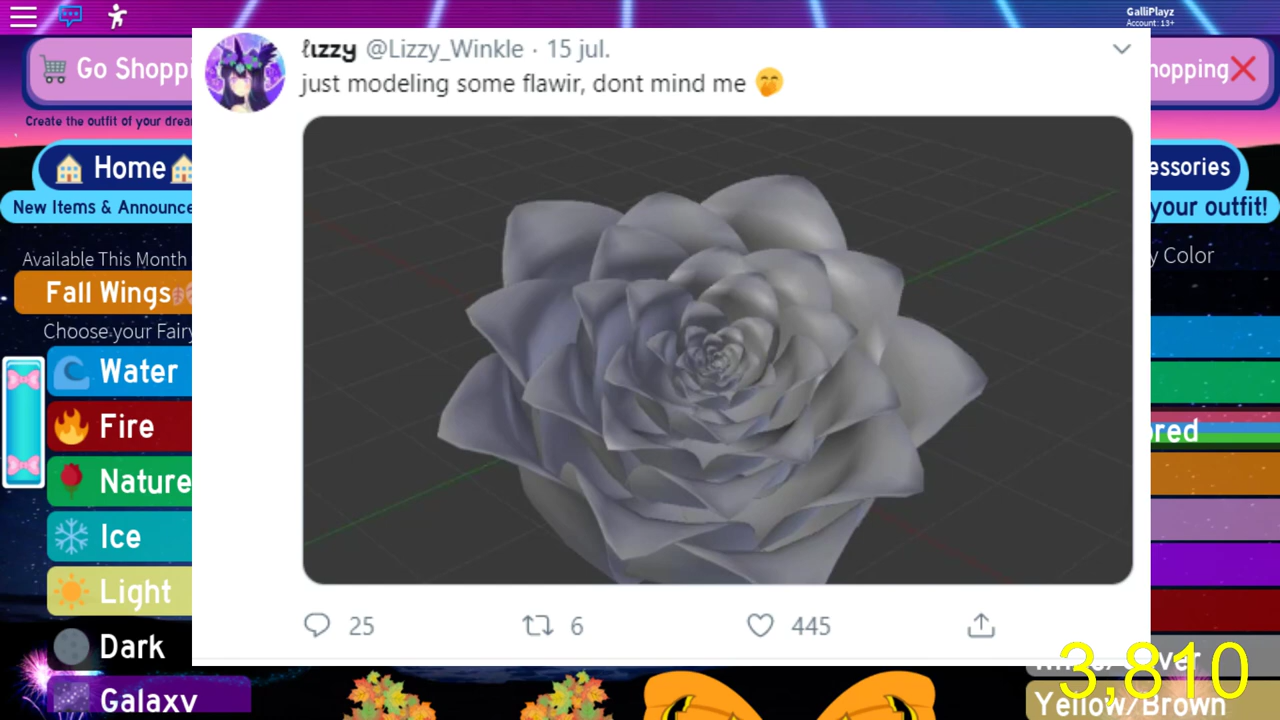 GalliPlayz
Account: 13+
Go Shoppi
hopping
Create the outfit of your drear
Home
essories
New Items & Announce
your outfit!
Available This Month
y Color
Fall Wings
Choose your Fairy
Water
Fire
ored
Nature
Ice
Light
Dark
Galaxy
ℓιzzy @Lizzy_Winkle · 15 jul.
just modeling some flawir, dont mind me 🤭
25 6 445
3,810
Yellow/Brown